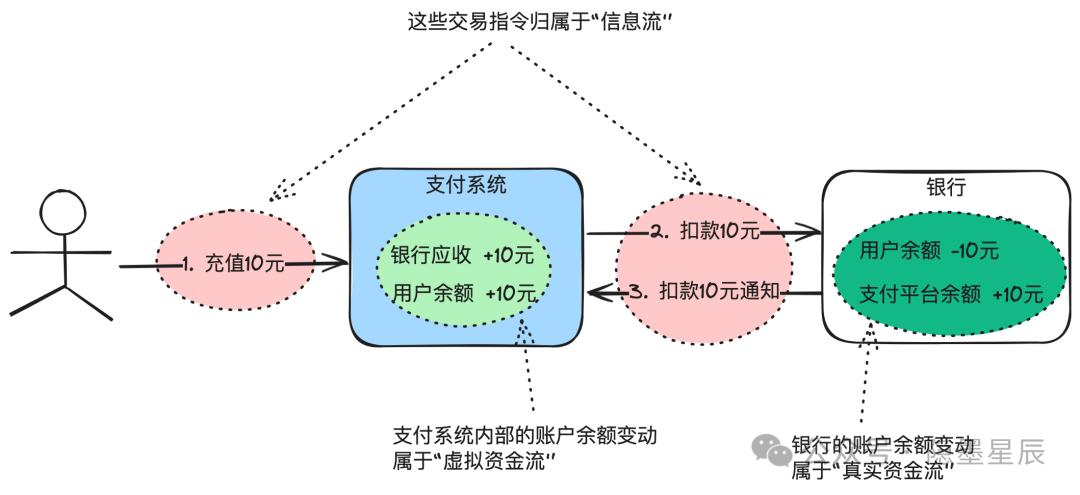 这些交易指令归属于“信息流”
支付系统
银行
1. 充值10元
银行应收 +10元
用户余额 +10元
2. 扣款10元
3. 扣款10元通知
用户余额 -10元
支付平台余额 +10元
支付系统内部的账户余额变动
属于“虚拟资金流”
银行的账户余额变动
属于“真实资金流”
公众号 · 隐墨星辰